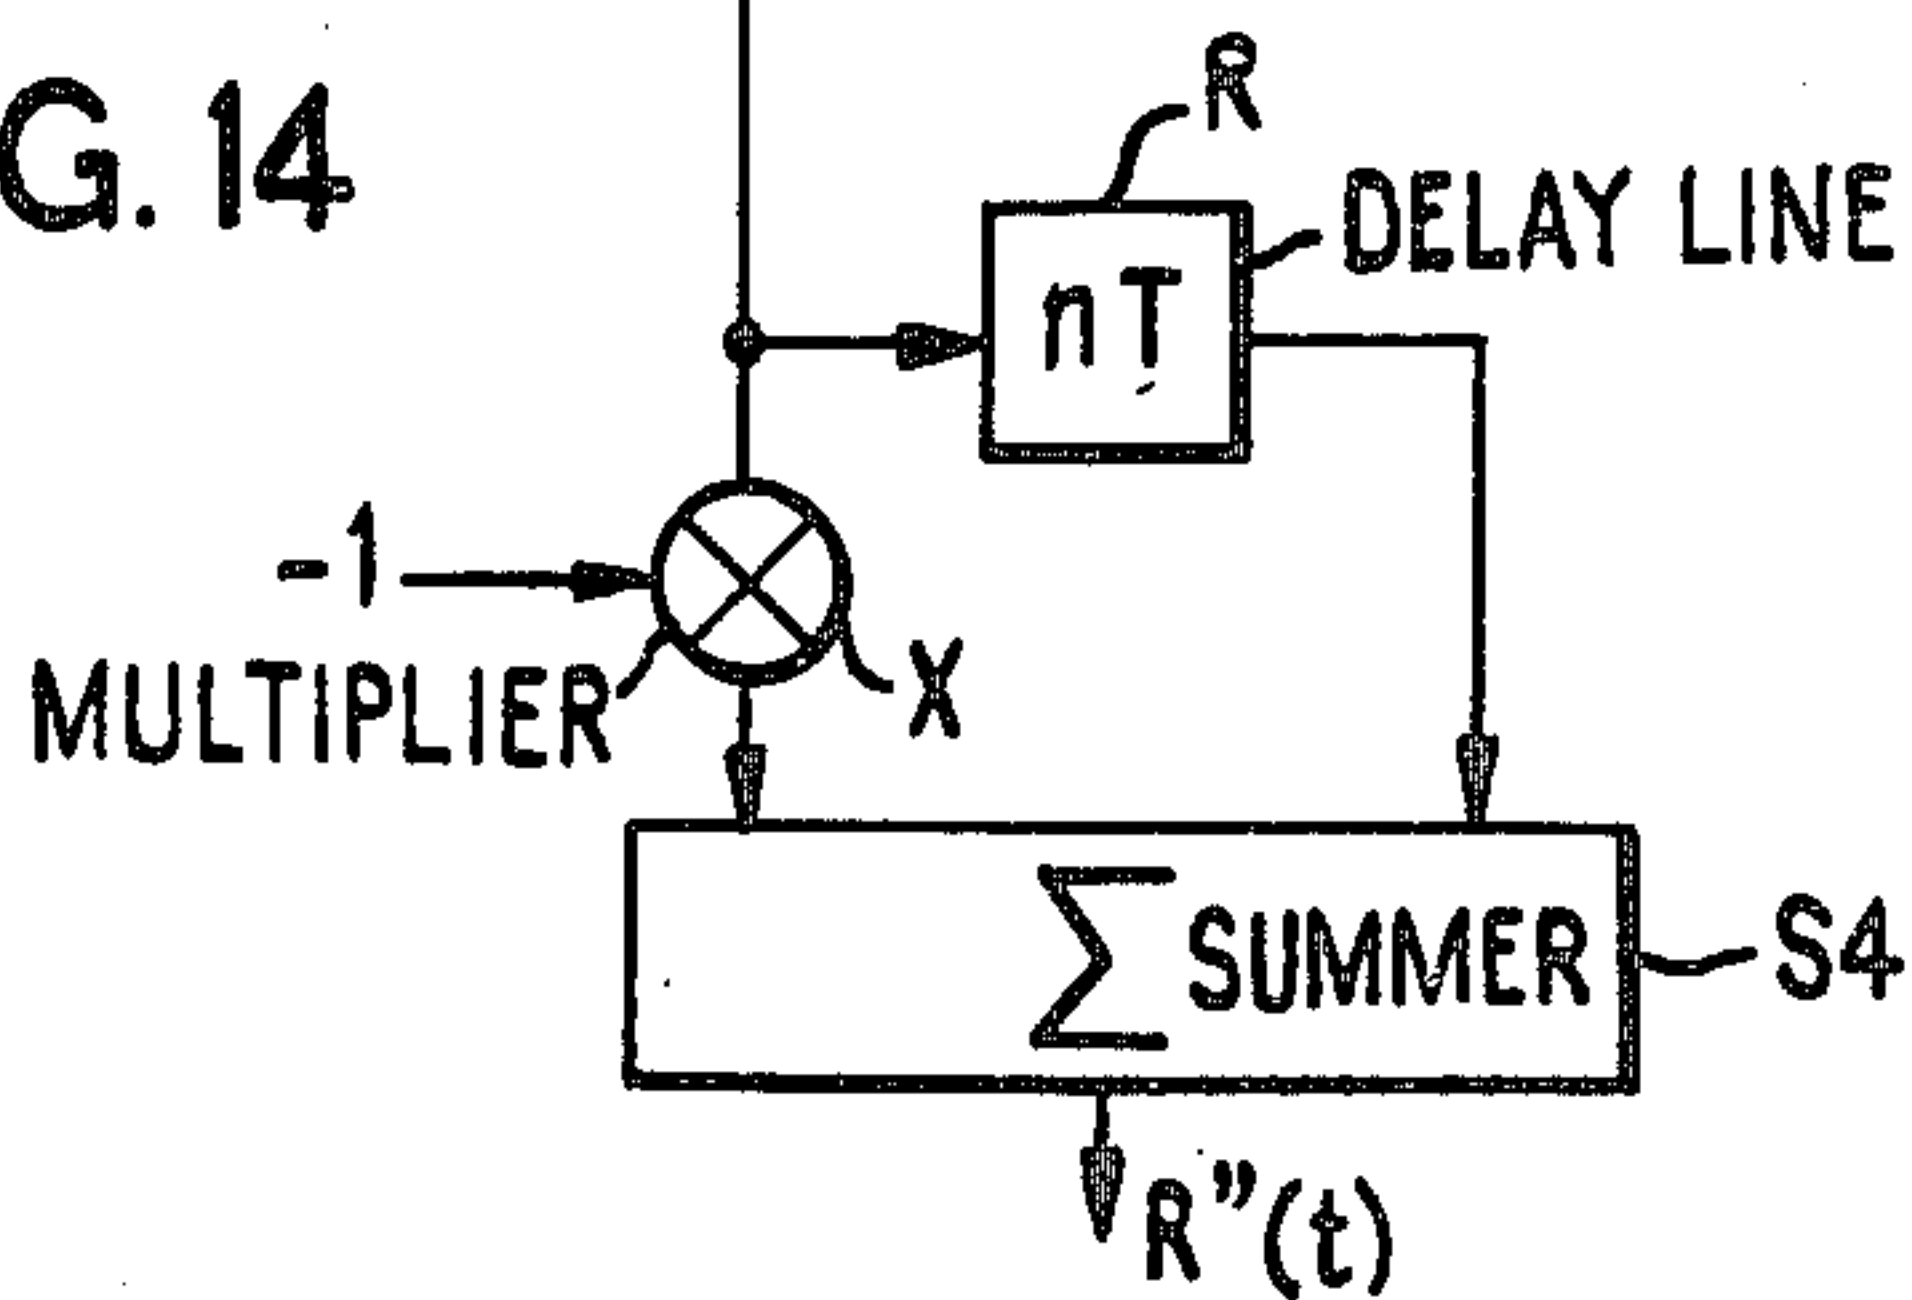 G. 14
R
DELAY LINE
nT
-1
MULTIPLIER
X
∑ SUMMER
S4
R”(t)